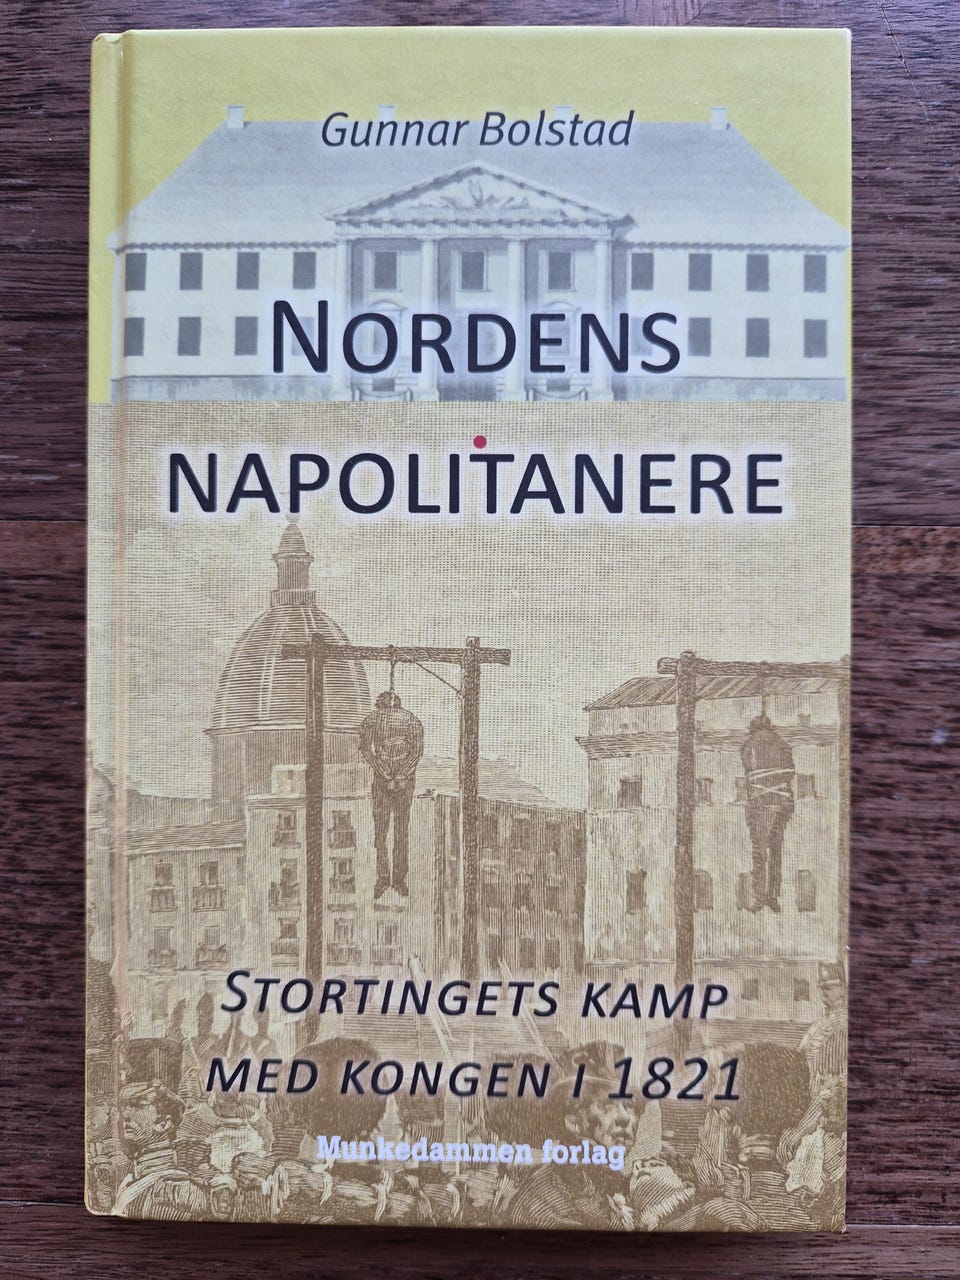 Gunnar Bolstad
NORDENS
NAPOLITANERE
STORTINGETS KAMP
MED KONGEN I 1821
Munkedammen forlag